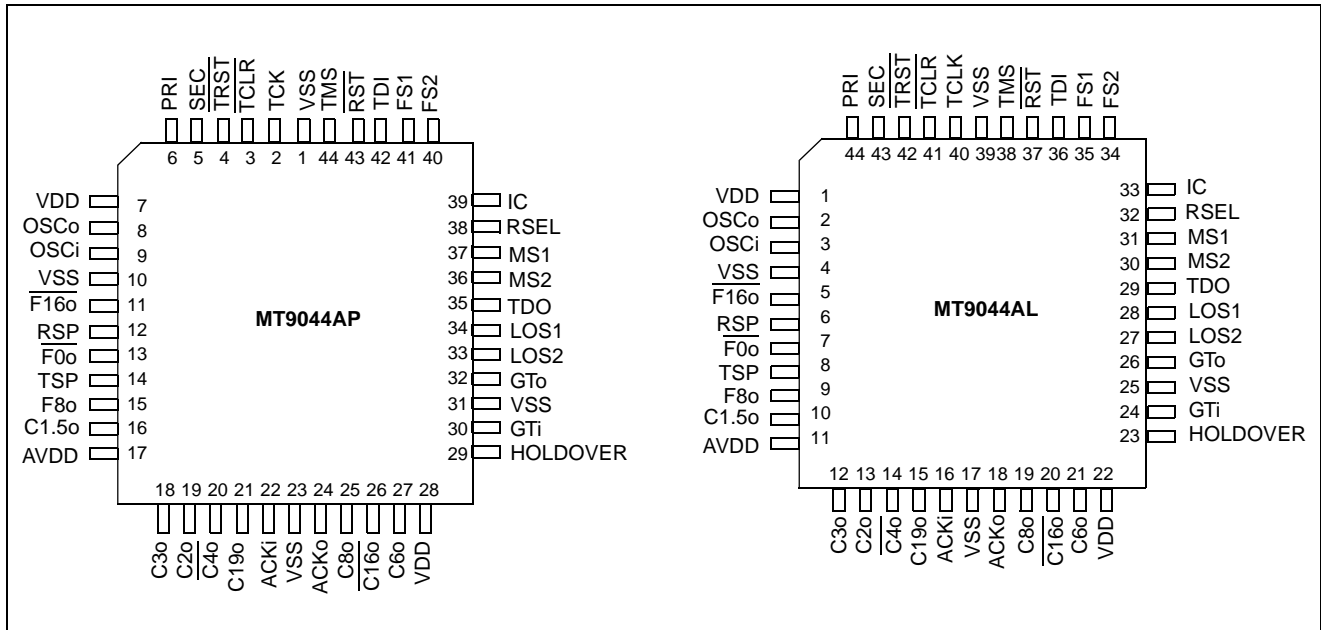 PRI SEC TRST TCLR TCK VSS TMS RST TDI FS1 FS2
6 5 4 3 2 1 44 43 42 41 40
VDD 7
OSCo 8
OSCi 9
VSS 10
F16o 11
RSP 12
F0o 13
TSP 14
F8o 15
C1.5o 16
AVDD 17
MT9044AP
39 IC
38 RSEL
37 MS1
36 MS2
35 TDO
34 LOS1
33 LOS2
32 GTo
31 VSS
30 GTi
29 HOLDOVER
18 19 20 21 22 23 24 25 26 27 28
C3o C2o C4o C19o ACKi VSS ACKo C8o C16o C6o VDD
PRI SEC TRST TCLR TCLK VSS TMS RST TDI FS1 FS2
44 43 42 41 40 39 38 37 36 35 34
VDD 1
OSCo 2
OSCi 3
VSS 4
F16o 5
RSP 6
F0o 7
TSP 8
F8o 9
C1.5o 10
AVDD 11
MT9044AL
33 IC
32 RSEL
31 MS1
30 MS2
29 TDO
28 LOS1
27 LOS2
26 GTo
25 VSS
24 GTi
23 HOLDOVER
12 13 14 15 16 17 18 19 20 21 22
C3o C2o C4o C19o ACKi VSS ACKo C8o C16o C6o VDD